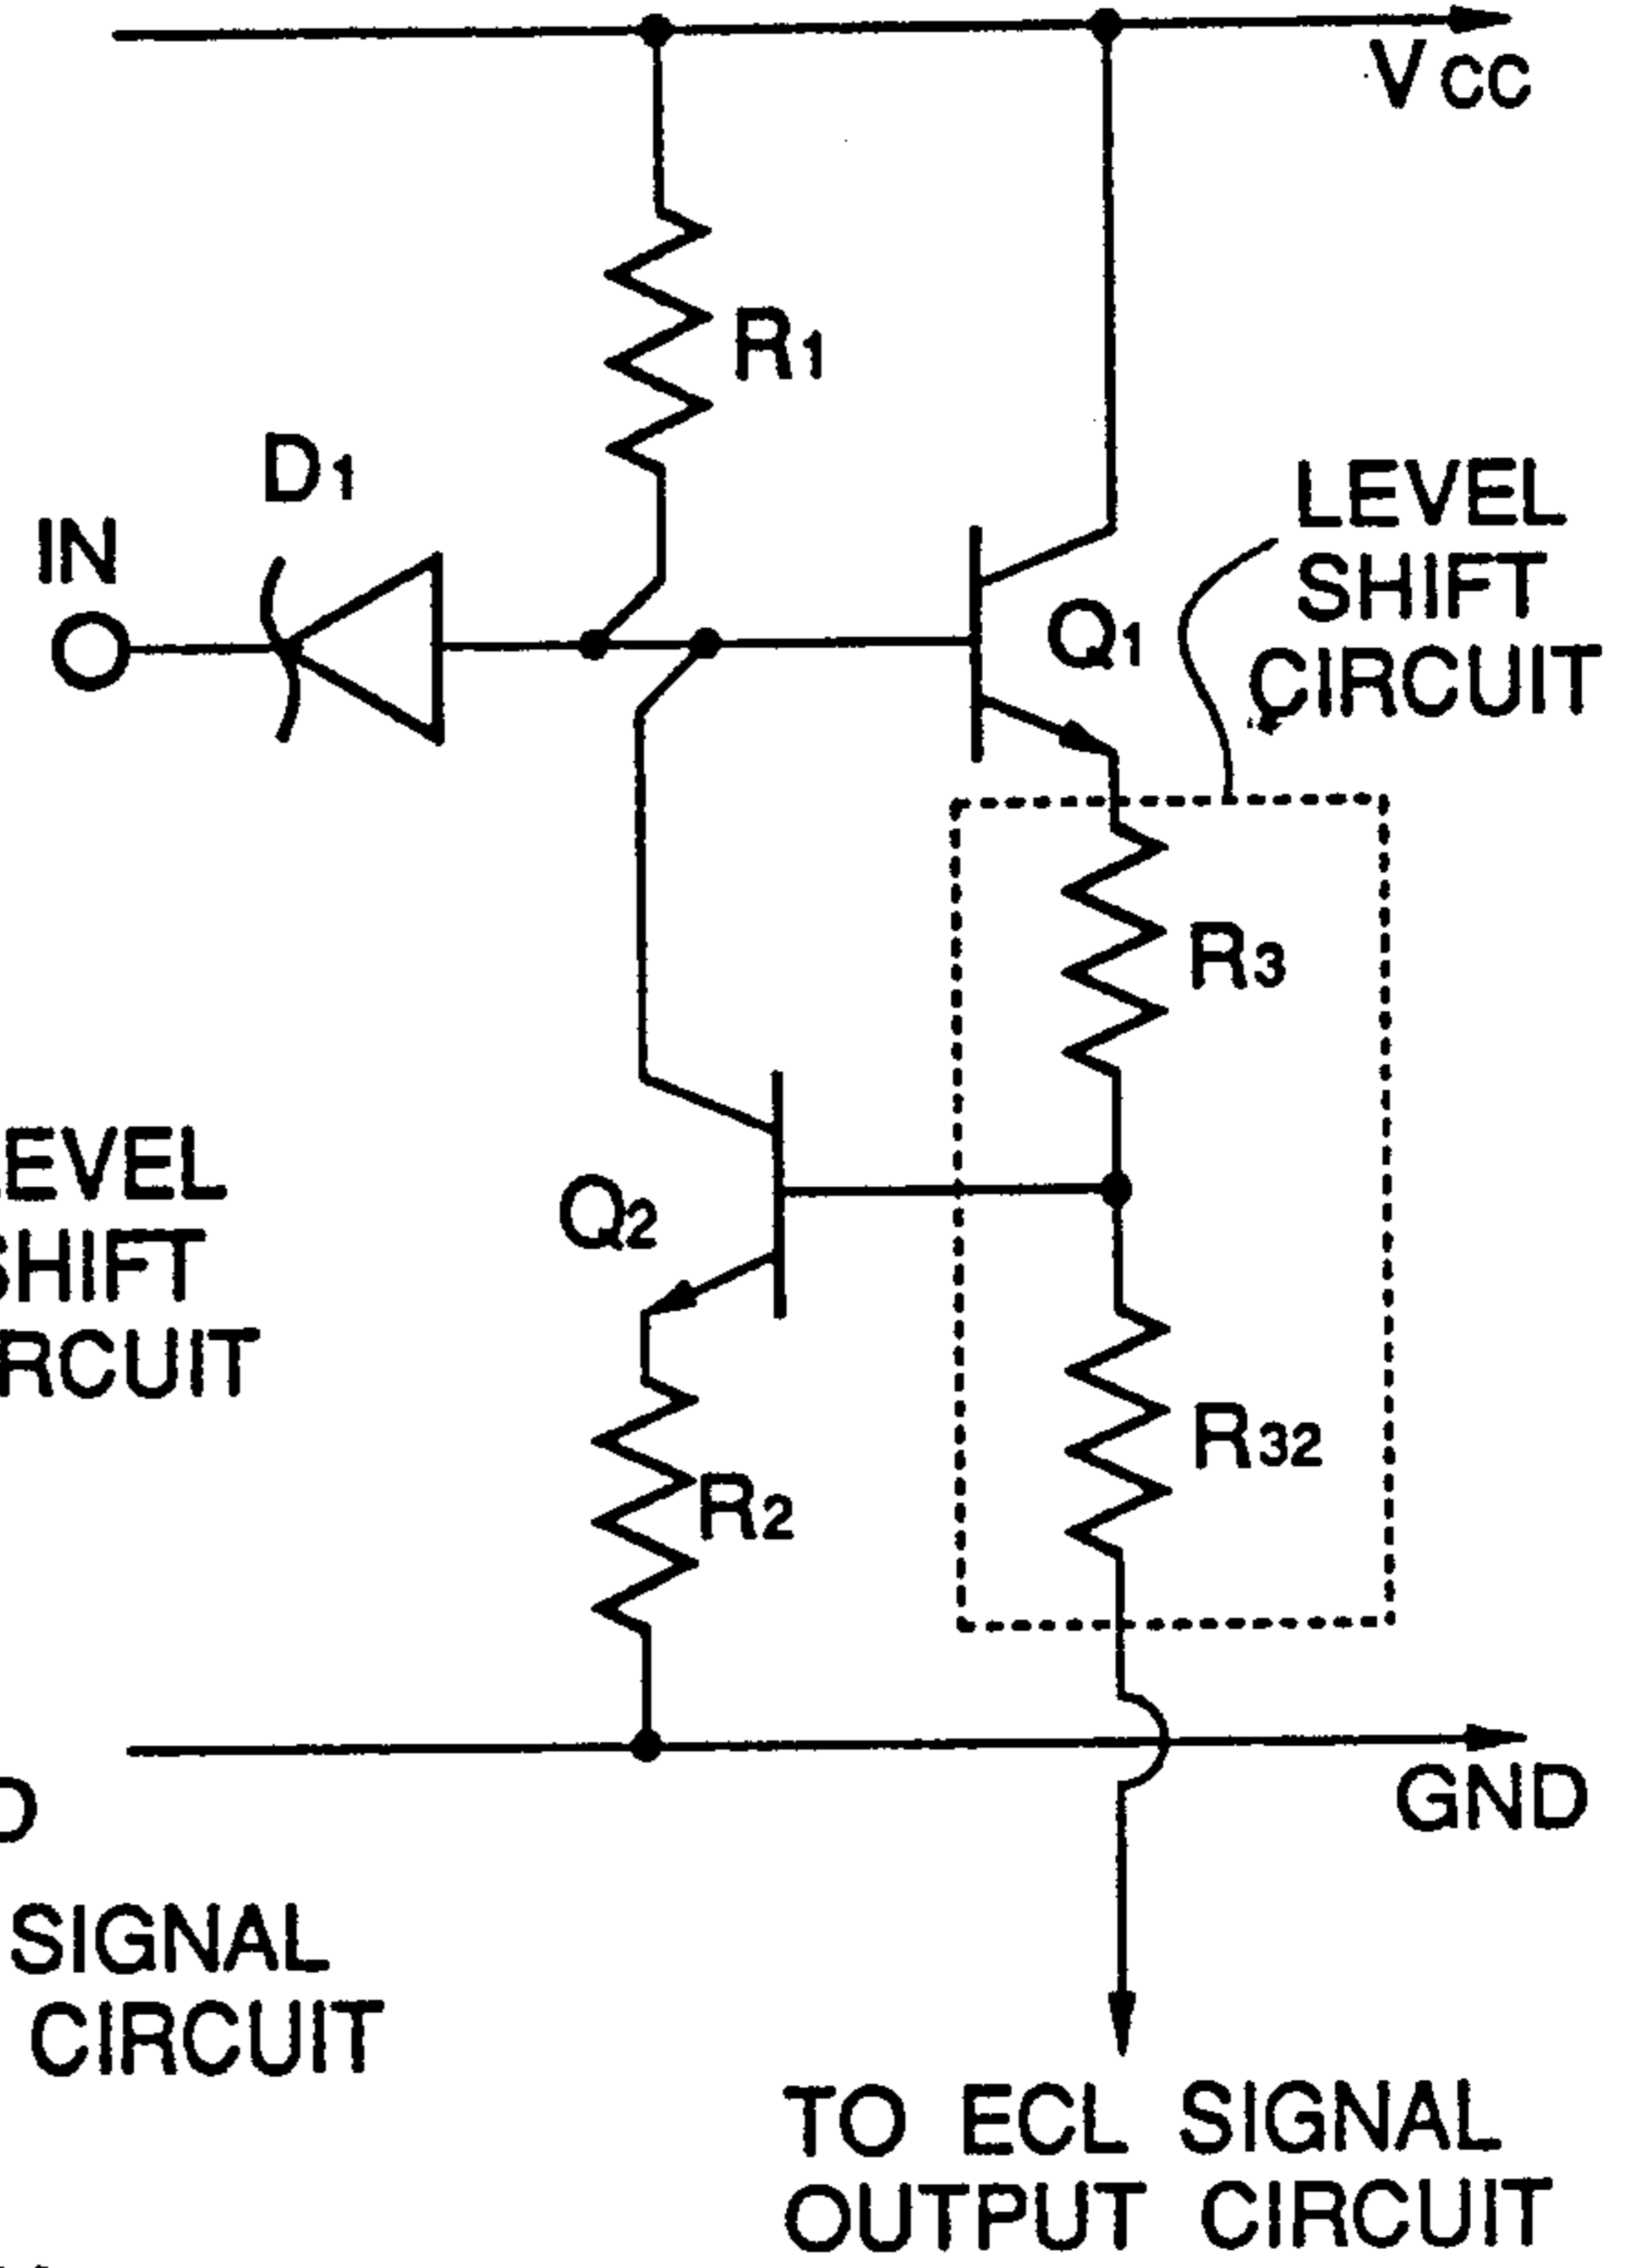 VCC
R1
D1
IN
LEVEL
SHIFT
CIRCUIT
Q1
R3
EVEL
SHIFT
RCUIT
Q2
R32
R2
GND
D
SIGNAL
CIRCUIT
TO ECL SIGNAL
OUTPUT CIRCUIT